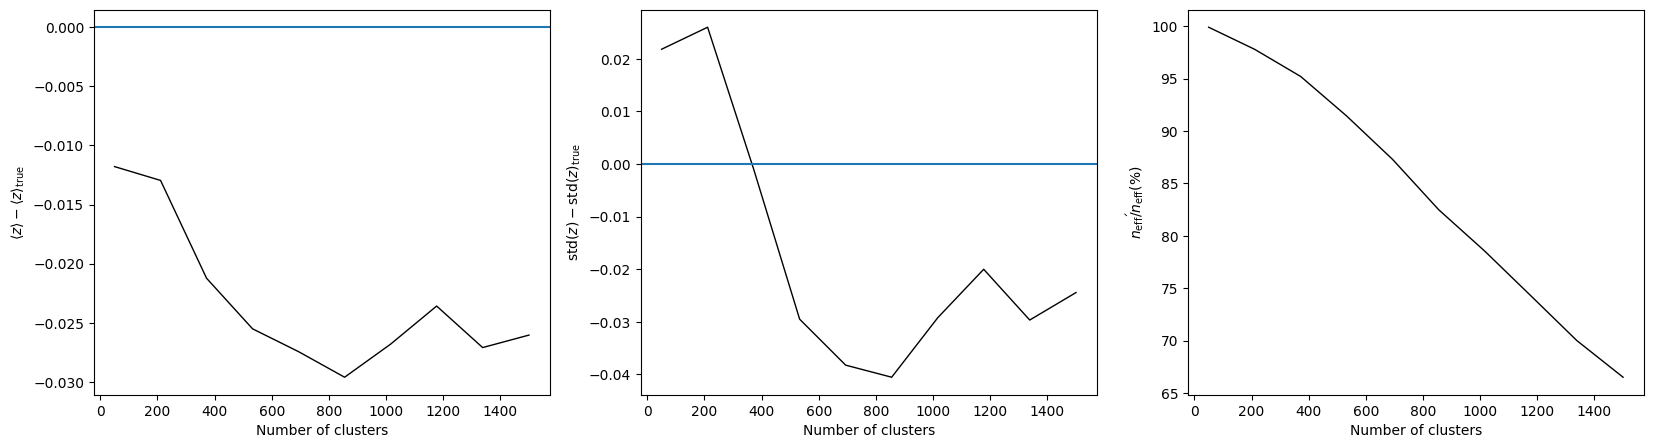 ⟨z⟩ − ⟨z⟩true
0.000
−0.005
−0.010
−0.015
−0.020
−0.025
−0.030
0 200 400 600 800 1000 1200 1400
Number of clusters
std(z) − std(z)true
0.02
0.01
0.00
−0.01
−0.02
−0.03
−0.04
0 200 400 600 800 1000 1200 1400
Number of clusters
n′eff/neff(%)
100
95
90
85
80
75
70
65
0 200 400 600 800 1000 1200 1400
Number of clusters